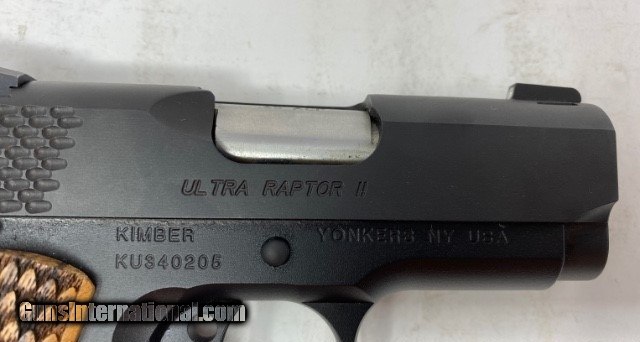 ULTRA RAPTOR II
KIMBER YONKERS NY USA
KU340205
GunsInternational.com